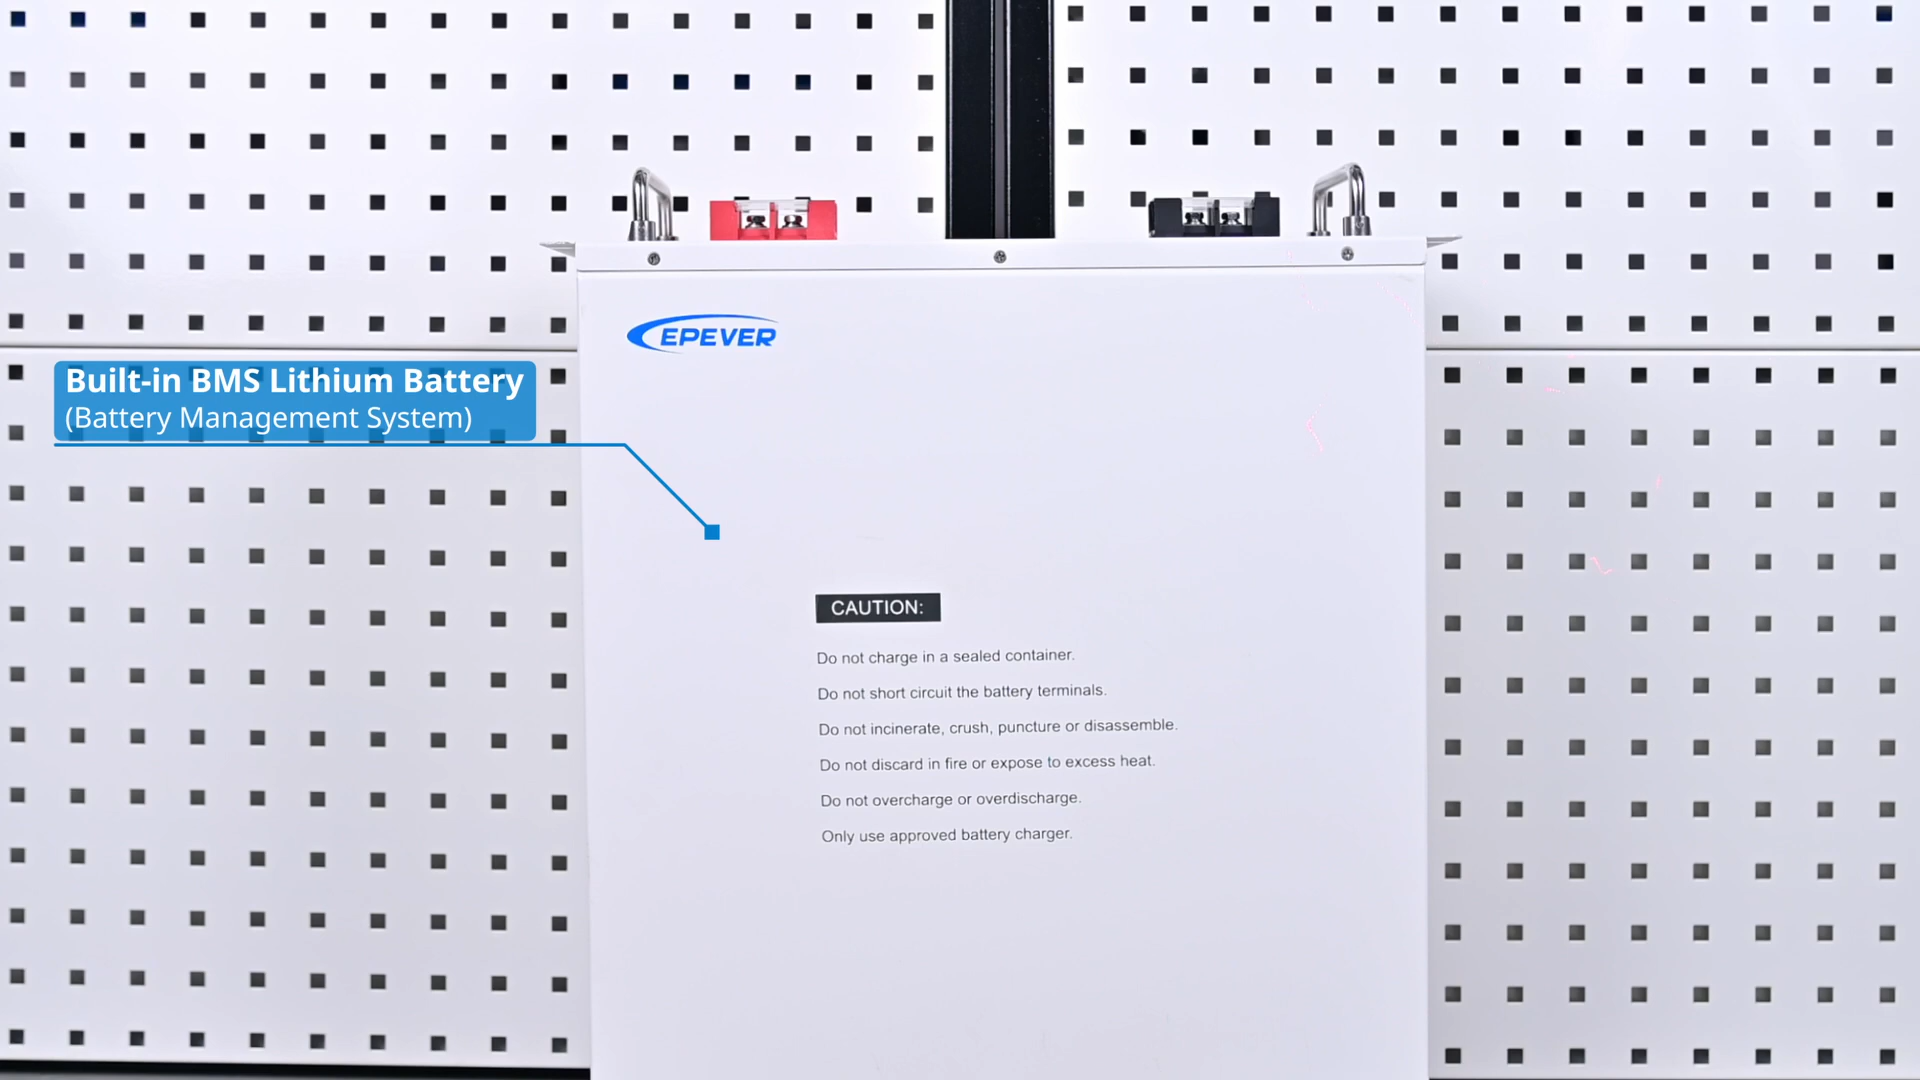 EPEVER
Built-in BMS Lithium Battery
(Battery Management System)
CAUTION:
Do not charge in a sealed container.
Do not short circuit the battery terminals.
Do not incinerate, crush, puncture or disassemble.
Do not discard in fire or expose to excess heat.
Do not overcharge or overdischarge.
Only use approved battery charger.